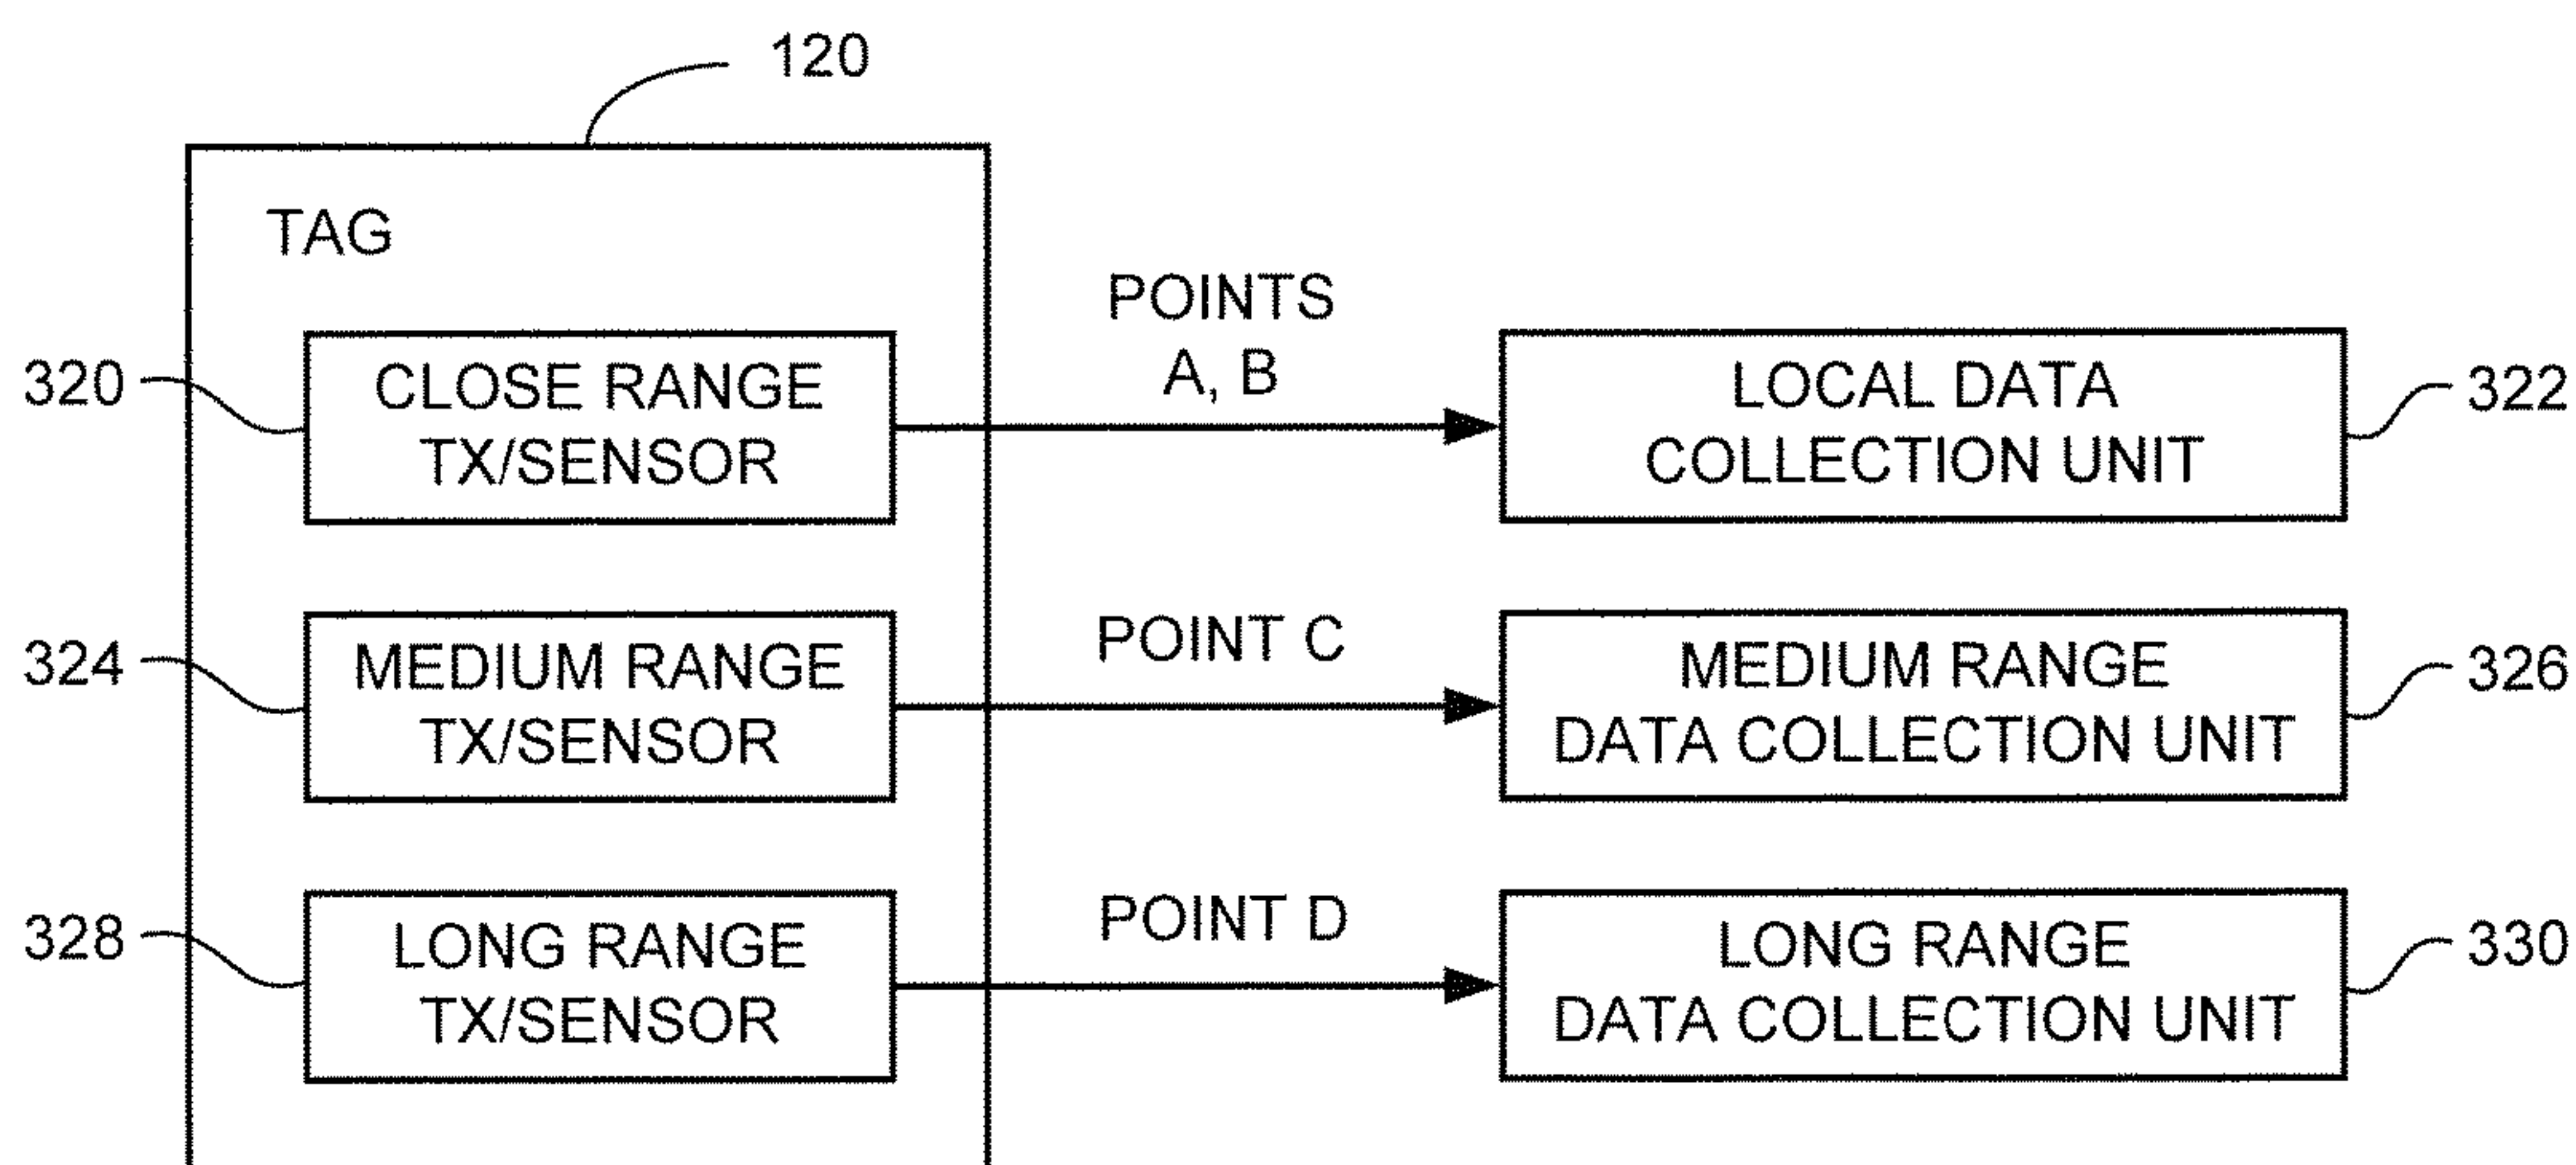 120
TAG
POINTS
A, B
320
CLOSE RANGE
TX/SENSOR
LOCAL DATA
COLLECTION UNIT
322
POINT C
324
MEDIUM RANGE
TX/SENSOR
MEDIUM RANGE
DATA COLLECTION UNIT
326
POINT D
328
LONG RANGE
TX/SENSOR
LONG RANGE
DATA COLLECTION UNIT
330